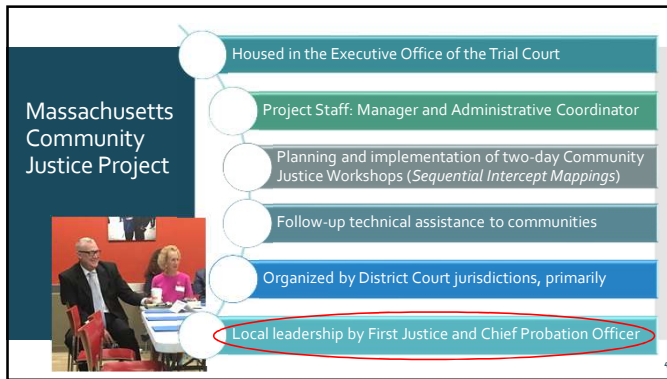 Massachusetts
Community
Justice Project
Housed in the Executive Office of the Trial Court
Project Staff: Manager and Administrative Coordinator
Planning and implementation of two-day Community
Justice Workshops (Sequential Intercept Mappings)
Follow-up technical assistance to communities
Organized by District Court jurisdictions, primarily
Local leadership by First Justice and Chief Probation Officer